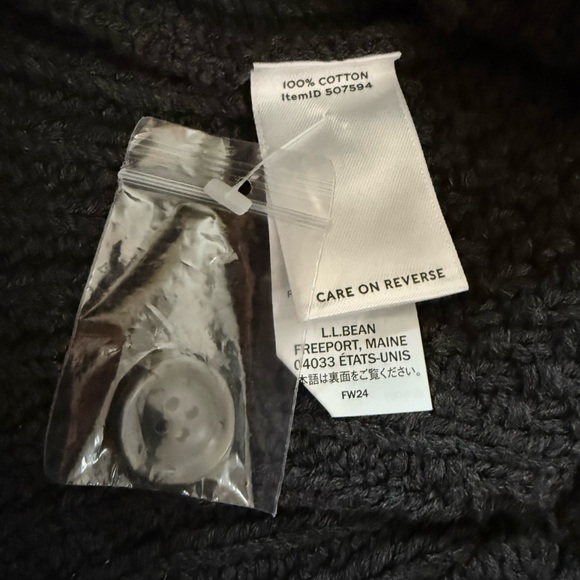 100% COTTON
ItemID 507594
CARE ON REVERSE
L.L.BEAN
FREEPORT, MAINE
04033 ÉTATS-UNIS
本語は裏面をご覧ください。
FW24